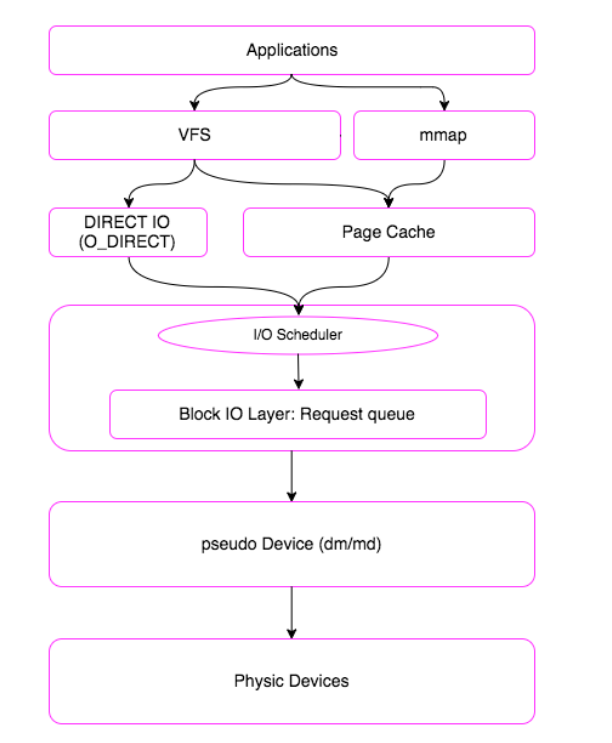 Applications
VFS
mmap
DIRECT IO
(O_DIRECT)
Page Cache
I/O Scheduler
Block IO Layer: Request queue
pseudo Device (dm/md)
Physic Devices